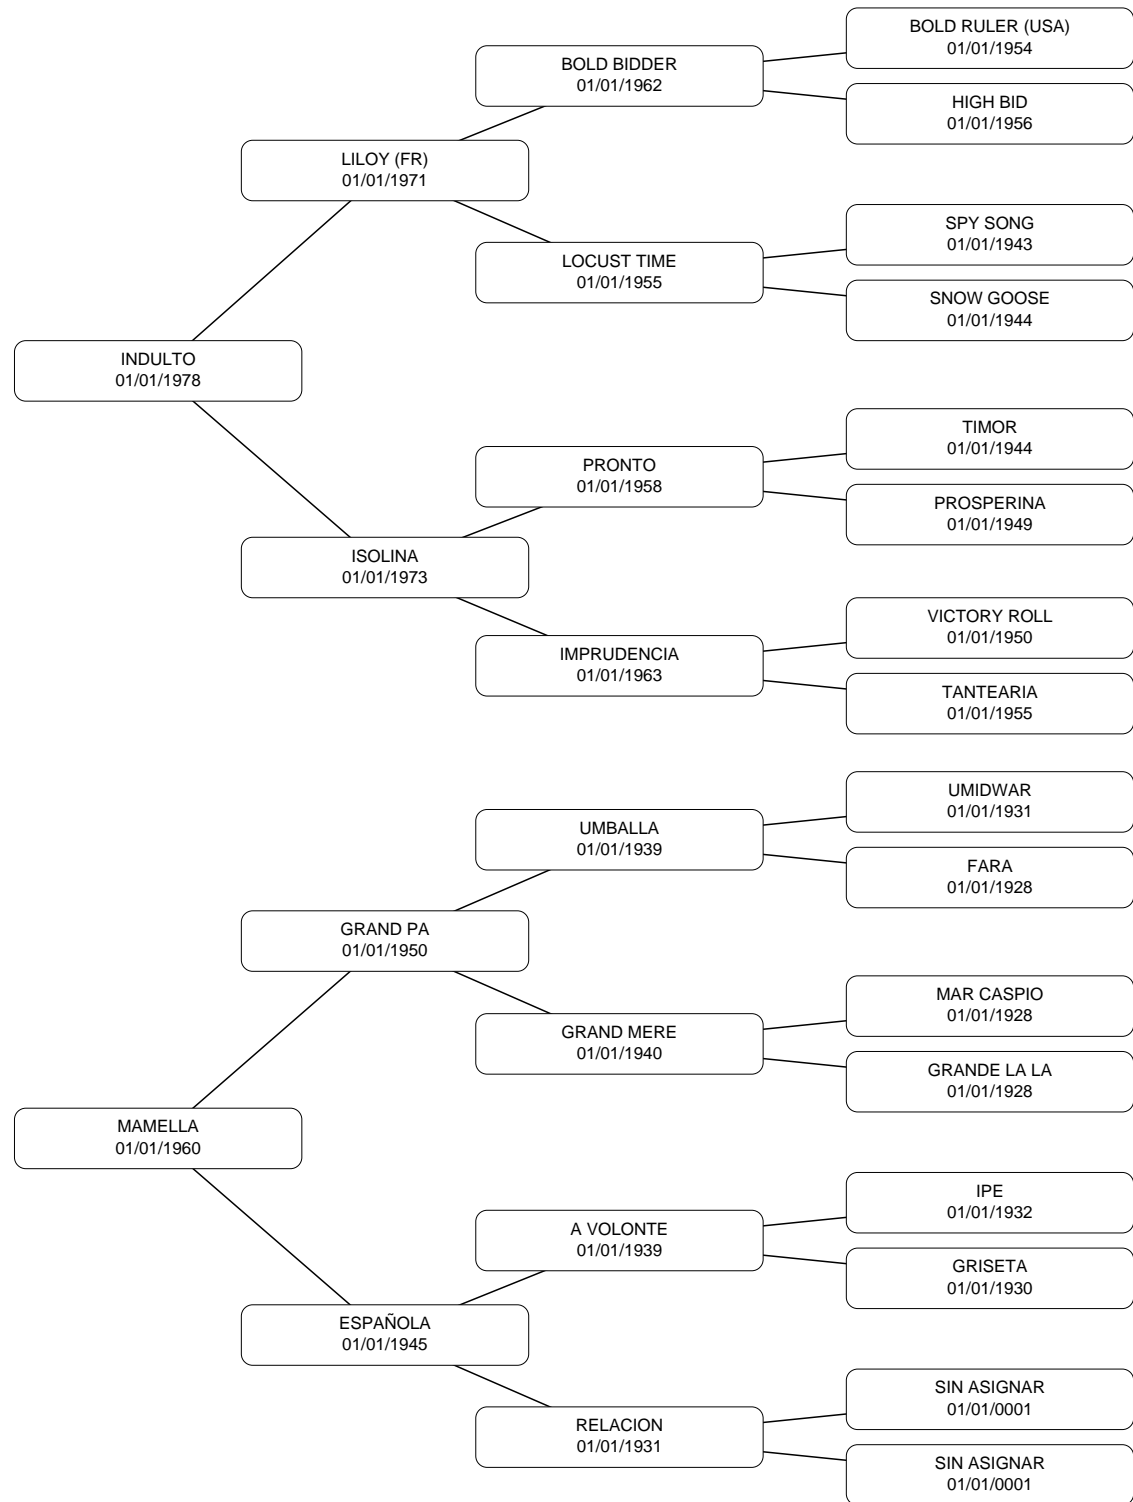 BOLD RULER (USA)
01/01/1954
BOLD BIDDER
01/01/1962
HIGH BID
01/01/1956
LILOY (FR)
01/01/1971
SPY SONG
01/01/1943
LOCUST TIME
01/01/1955
SNOW GOOSE
01/01/1944
INDULTO
01/01/1978
TIMOR
01/01/1944
PRONTO
01/01/1958
PROSPERINA
01/01/1949
ISOLINA
01/01/1973
VICTORY ROLL
01/01/1950
IMPRUDENCIA
01/01/1963
TANTEARIA
01/01/1955
UMIDWAR
01/01/1931
UMBALLA
01/01/1939
FARA
01/01/1928
GRAND PA
01/01/1950
MAR CASPIO
01/01/1928
GRAND MERE
01/01/1940
GRANDE LA LA
01/01/1928
MAMELLA
01/01/1960
IPE
01/01/1932
A VOLONTE
01/01/1939
GRISETA
01/01/1930
ESPAÑOLA
01/01/1945
SIN ASIGNAR
01/01/0001
RELACION
01/01/1931
SIN ASIGNAR
01/01/0001